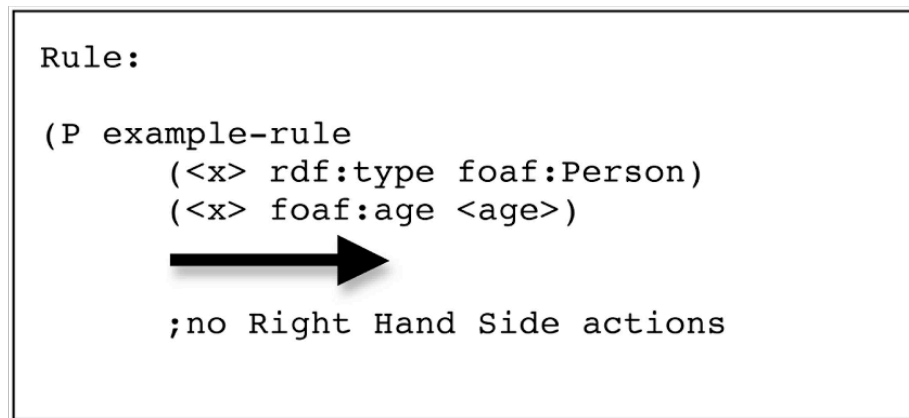 Rule:
(P example-rule
(<x> rdf:type foaf:Person)
(<x> foaf:age <age>)
;no Right Hand Side actions